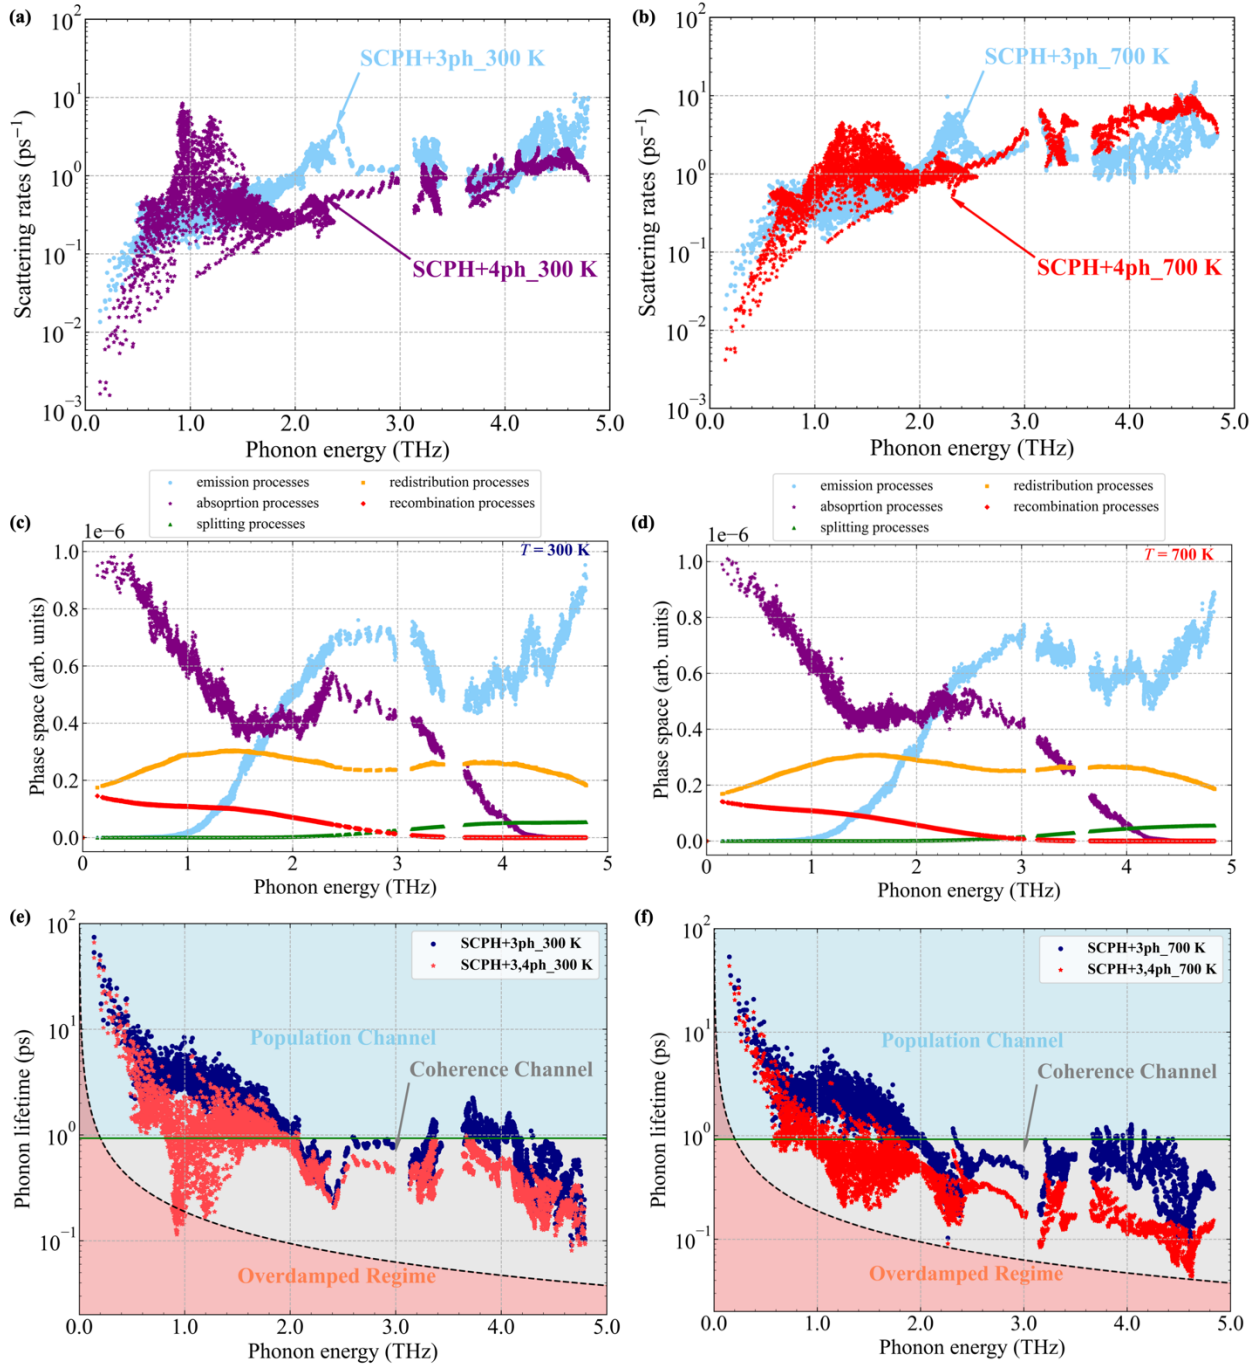 (a)
SCPH+3ph_300 K
SCPH+4ph_300 K
Scattering rates (ps⁻¹)
10²
10¹
10⁰
10⁻¹
10⁻²
10⁻³
0.0 1.0 2.0 3.0 4.0 5.0
Phonon energy (THz)
(b)
SCPH+3ph_700 K
SCPH+4ph_700 K
Scattering rates (ps⁻¹)
10²
10¹
10⁰
10⁻¹
10⁻²
10⁻³
0.0 1.0 2.0 3.0 4.0 5.0
Phonon energy (THz)
emission processes
absoprtion processes
splitting processes
redistribution processes
recombination processes
(c)
1e−6
T = 300 K
Phase space (arb. units)
1.0
0.8
0.6
0.4
0.2
0.0
0 1 2 3 4 5
Phonon energy (THz)
emission processes
absoprtion processes
splitting processes
redistribution processes
recombination processes
(d)
1e−6
T = 700 K
Phase space (arb. units)
1.0
0.8
0.6
0.4
0.2
0.0
0 1 2 3 4 5
Phonon energy (THz)
(e)
SCPH+3ph_300 K
SCPH+3,4ph_300 K
Population Channel
Coherence Channel
Overdamped Regime
Phonon lifetime (ps)
10²
10¹
10⁰
10⁻¹
0.0 1.0 2.0 3.0 4.0 5.0
Phonon energy (THz)
(f)
SCPH+3ph_700 K
SCPH+3,4ph_700 K
Population Channel
Coherence Channel
Overdamped Regime
Phonon lifetime (ps)
10²
10¹
10⁰
10⁻¹
0.0 1.0 2.0 3.0 4.0 5.0
Phonon energy (THz)